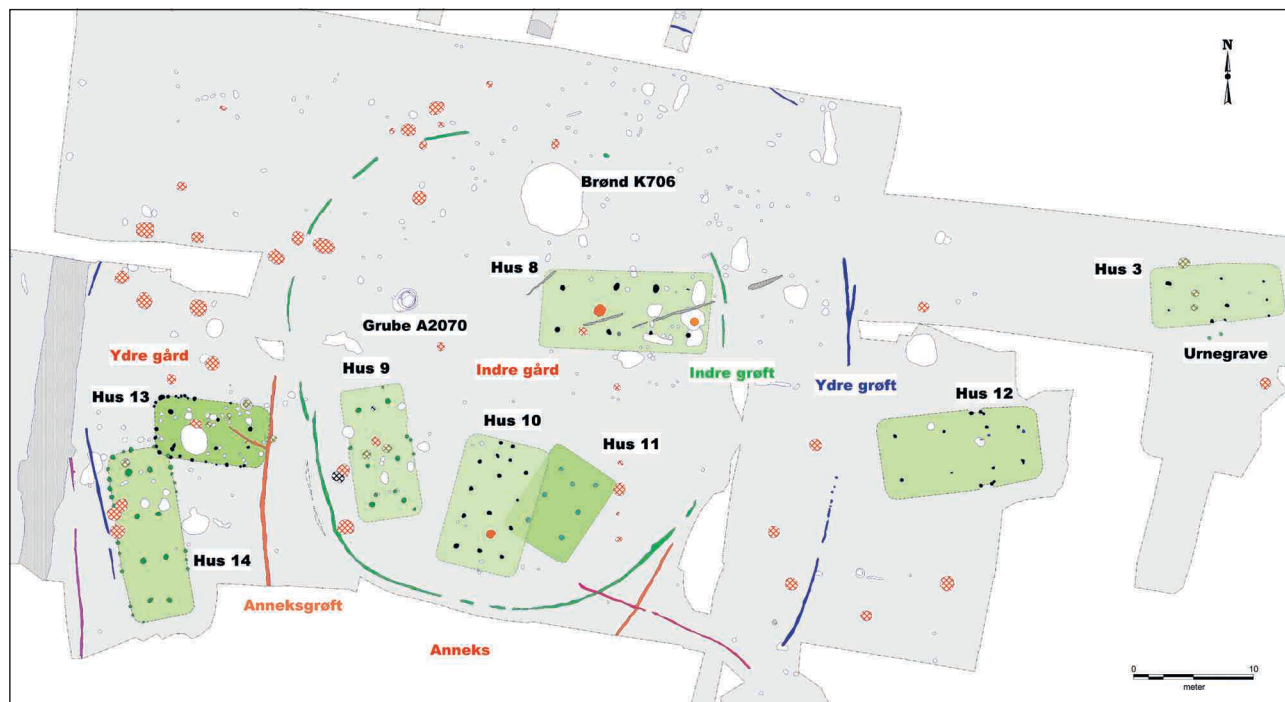 N
Brønd K706
Hus 8
Hus 3
Grube A2070
Urnegrave
Ydre gård
Hus 9
Indre gård
Indre grøft
Ydre grøft
Hus 13
Hus 12
Hus 10
Hus 11
Hus 14
Anneksgrøft
Anneks
0 10
meter